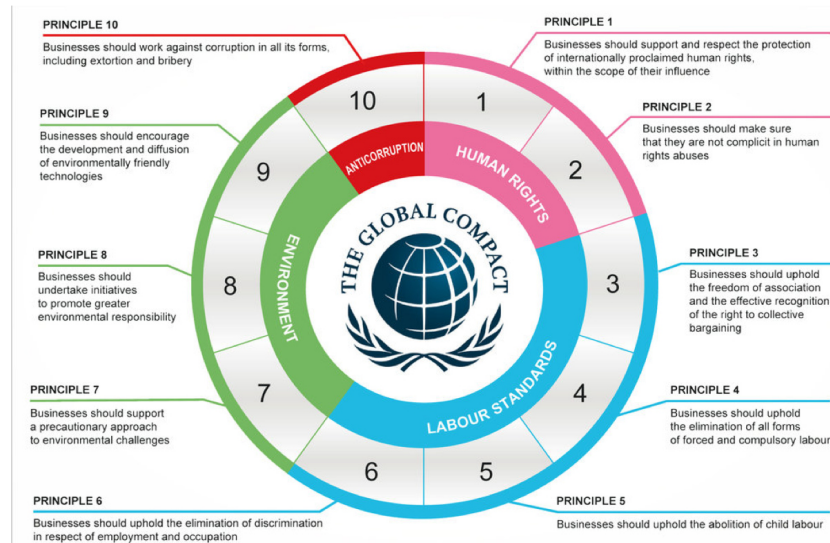 PRINCIPLE 10
Businesses should work against corruption in all its forms,
including extortion and bribery
PRINCIPLE 1
Businesses should support and respect the protection
of internationally proclaimed human rights,
within the scope of their influence
PRINCIPLE 9
Businesses should encourage
the development and diffusion
of environmentally friendly
technologies
PRINCIPLE 2
Businesses should make sure
that they are not complicit in human
rights abuses
PRINCIPLE 8
Businesses should
undertake initiatives
to promote greater
environmental responsibility
PRINCIPLE 3
Businesses should uphold
the freedom of association
and the effective recognition
of the right to collective
bargaining
PRINCIPLE 7
Businesses should support
a precautionary approach
to environmental challenges
PRINCIPLE 4
Businesses should uphold
the elimination of all forms
of forced and compulsory labour
PRINCIPLE 6
Businesses should uphold the elimination of discrimination
in respect of employment and occupation
PRINCIPLE 5
Businesses should uphold the abolition of child labour
10
1
9
2
8
3
7
4
6
5
ANTICORRUPTION
HUMAN RIGHTS
ENVIRONMENT
LABOUR STANDARDS
THE GLOBAL COMPACT